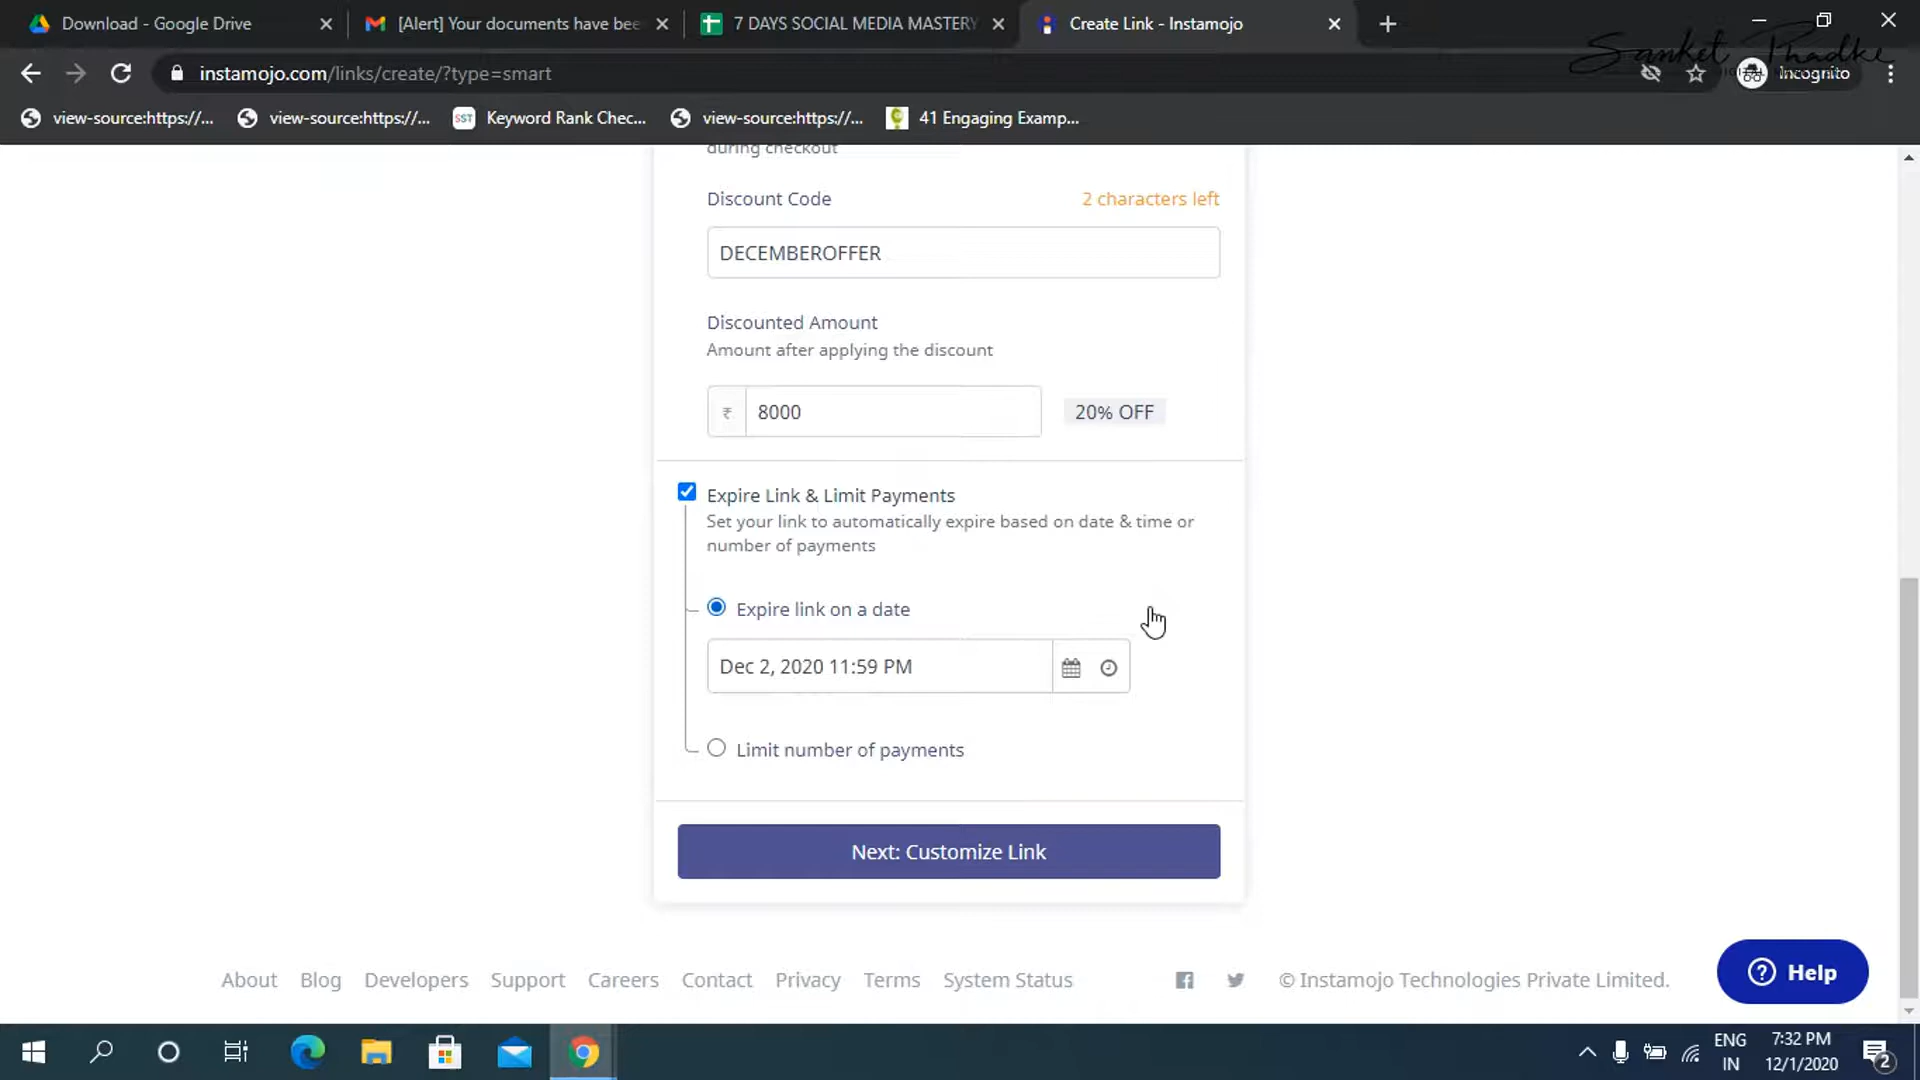 Download - Google Drive
[Alert] Your documents have bee
7 DAYS SOCIAL MEDIA MASTERY
Create Link - Instamojo
Sanket Phadke
instamojo.com/links/create/?type=smart
Incognito
view-source:https://...
view-source:https://...
SST
Keyword Rank Chec...
view-source:https://...
41 Engaging Examp...
during checkout
Discount Code
2 characters left
DECEMBEROFFER
Discounted Amount
Amount after applying the discount
₹
8000
20% OFF
Expire Link & Limit Payments
Set your link to automatically expire based on date & time or
number of payments
Expire link on a date
Dec 2, 2020 11:59 PM
Limit number of payments
Next: Customize Link
About
Blog
Developers
Support
Careers
Contact
Privacy
Terms
System Status
© Instamojo Technologies Private Limited.
? Help
ENG
IN
7:32 PM
12/1/2020
2